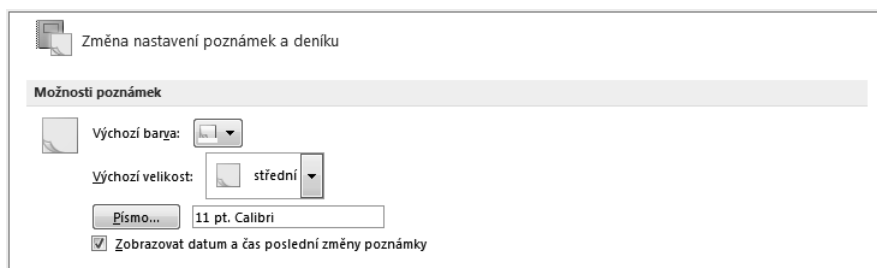 Změna nastavení poznámek a deníku
Možnosti poznámek
Výchozí barva:
Výchozí velikost: střední
Písmo... 11 pt. Calibri
Zobrazovat datum a čas poslední změny poznámky